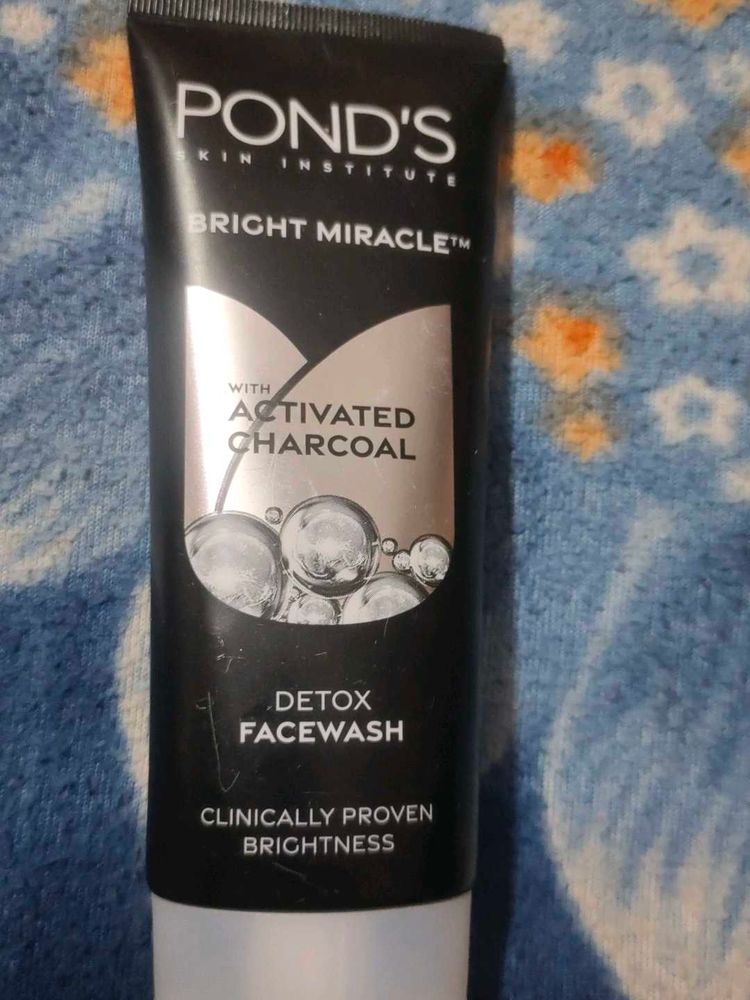 POND'S
SKIN INSTITUTE
BRIGHT MIRACLE™
WITH
ACTIVATED
CHARCOAL
DETOX
FACEWASH
CLINICALLY PROVEN
BRIGHTNESS